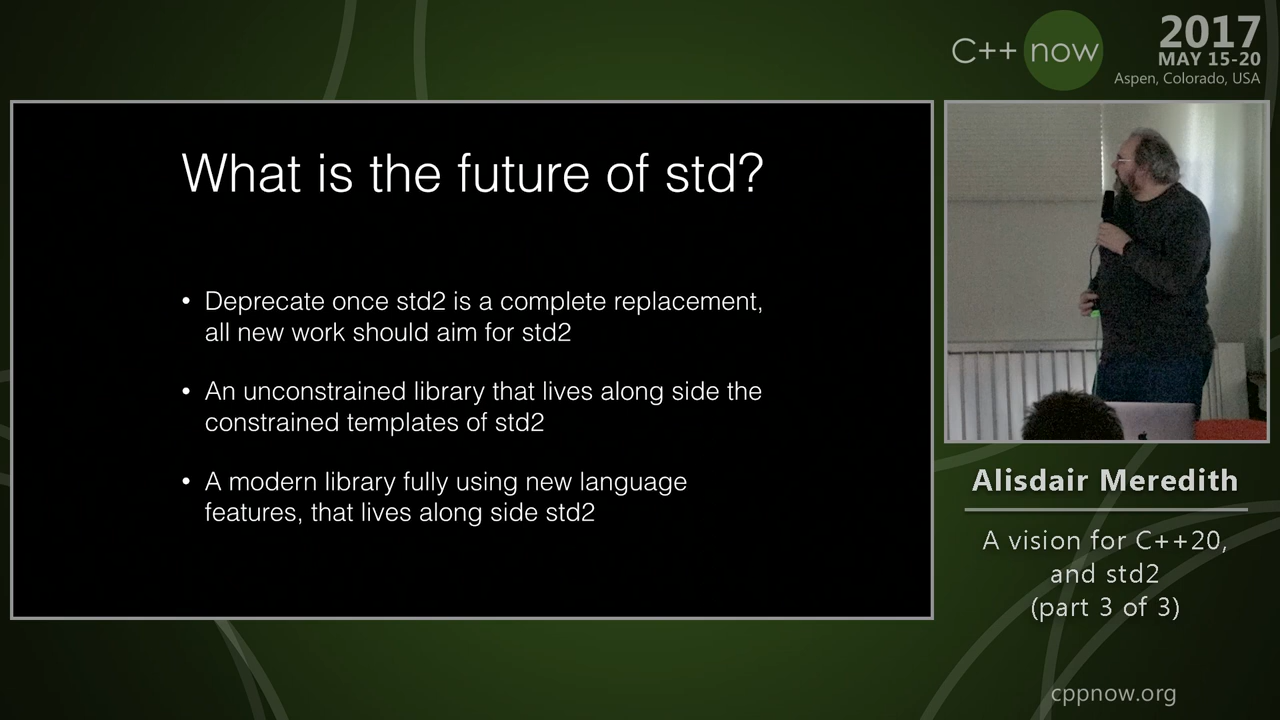 C++ now
2017
MAY 15-20
Aspen, Colorado, USA
What is the future of std?
• Deprecate once std2 is a complete replacement,
all new work should aim for std2
• An unconstrained library that lives along side the
constrained templates of std2
• A modern library fully using new language
features, that lives along side std2
Alisdair Meredith
A vision for C++20,
and std2
(part 3 of 3)
cppnow.org